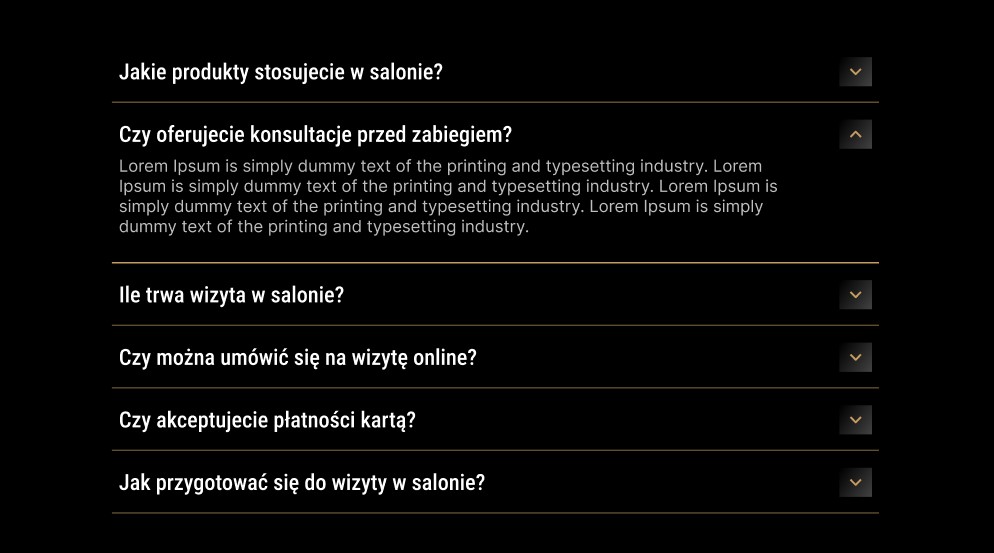 Jakie produkty stosujecie w salonie?
Czy oferujecie konsultacje przed zabiegiem?
Lorem Ipsum is simply dummy text of the printing and typesetting industry. Lorem
Ipsum is simply dummy text of the printing and typesetting industry. Lorem Ipsum is
simply dummy text of the printing and typesetting industry. Lorem Ipsum is simply
dummy text of the printing and typesetting industry.
Ile trwa wizyta w salonie?
Czy można umówić się na wizytę online?
Czy akceptujecie płatności kartą?
Jak przygotować się do wizyty w salonie?